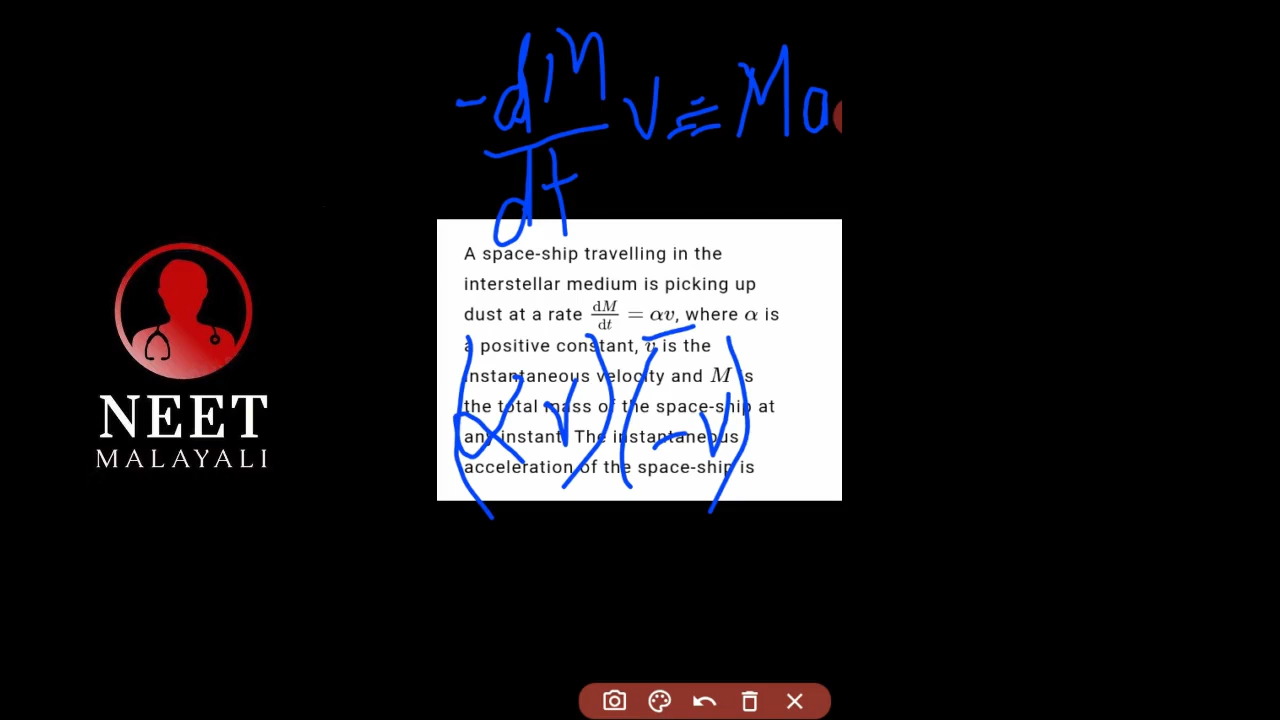 -dM/dt v = Ma
A space-ship travelling in the
interstellar medium is picking up
dust at a rate dM/dt = αv, where α is
a positive constant, v is the
instantaneous velocity and M is
the total mass of the space-ship at
any instant. The instantaneous
acceleration of the space-ship is
(αv)(-v)
NEET
MALAYALI